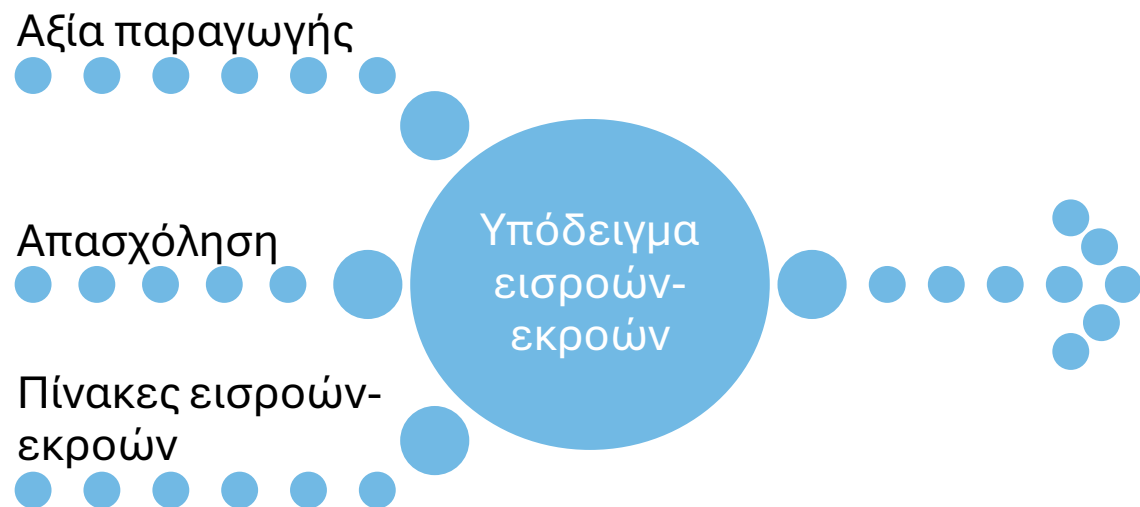 Αξία παραγωγής
Απασχόληση
Πίνακες εισροών-
εκροών
Υπόδειγμα
εισροών-
εκροών